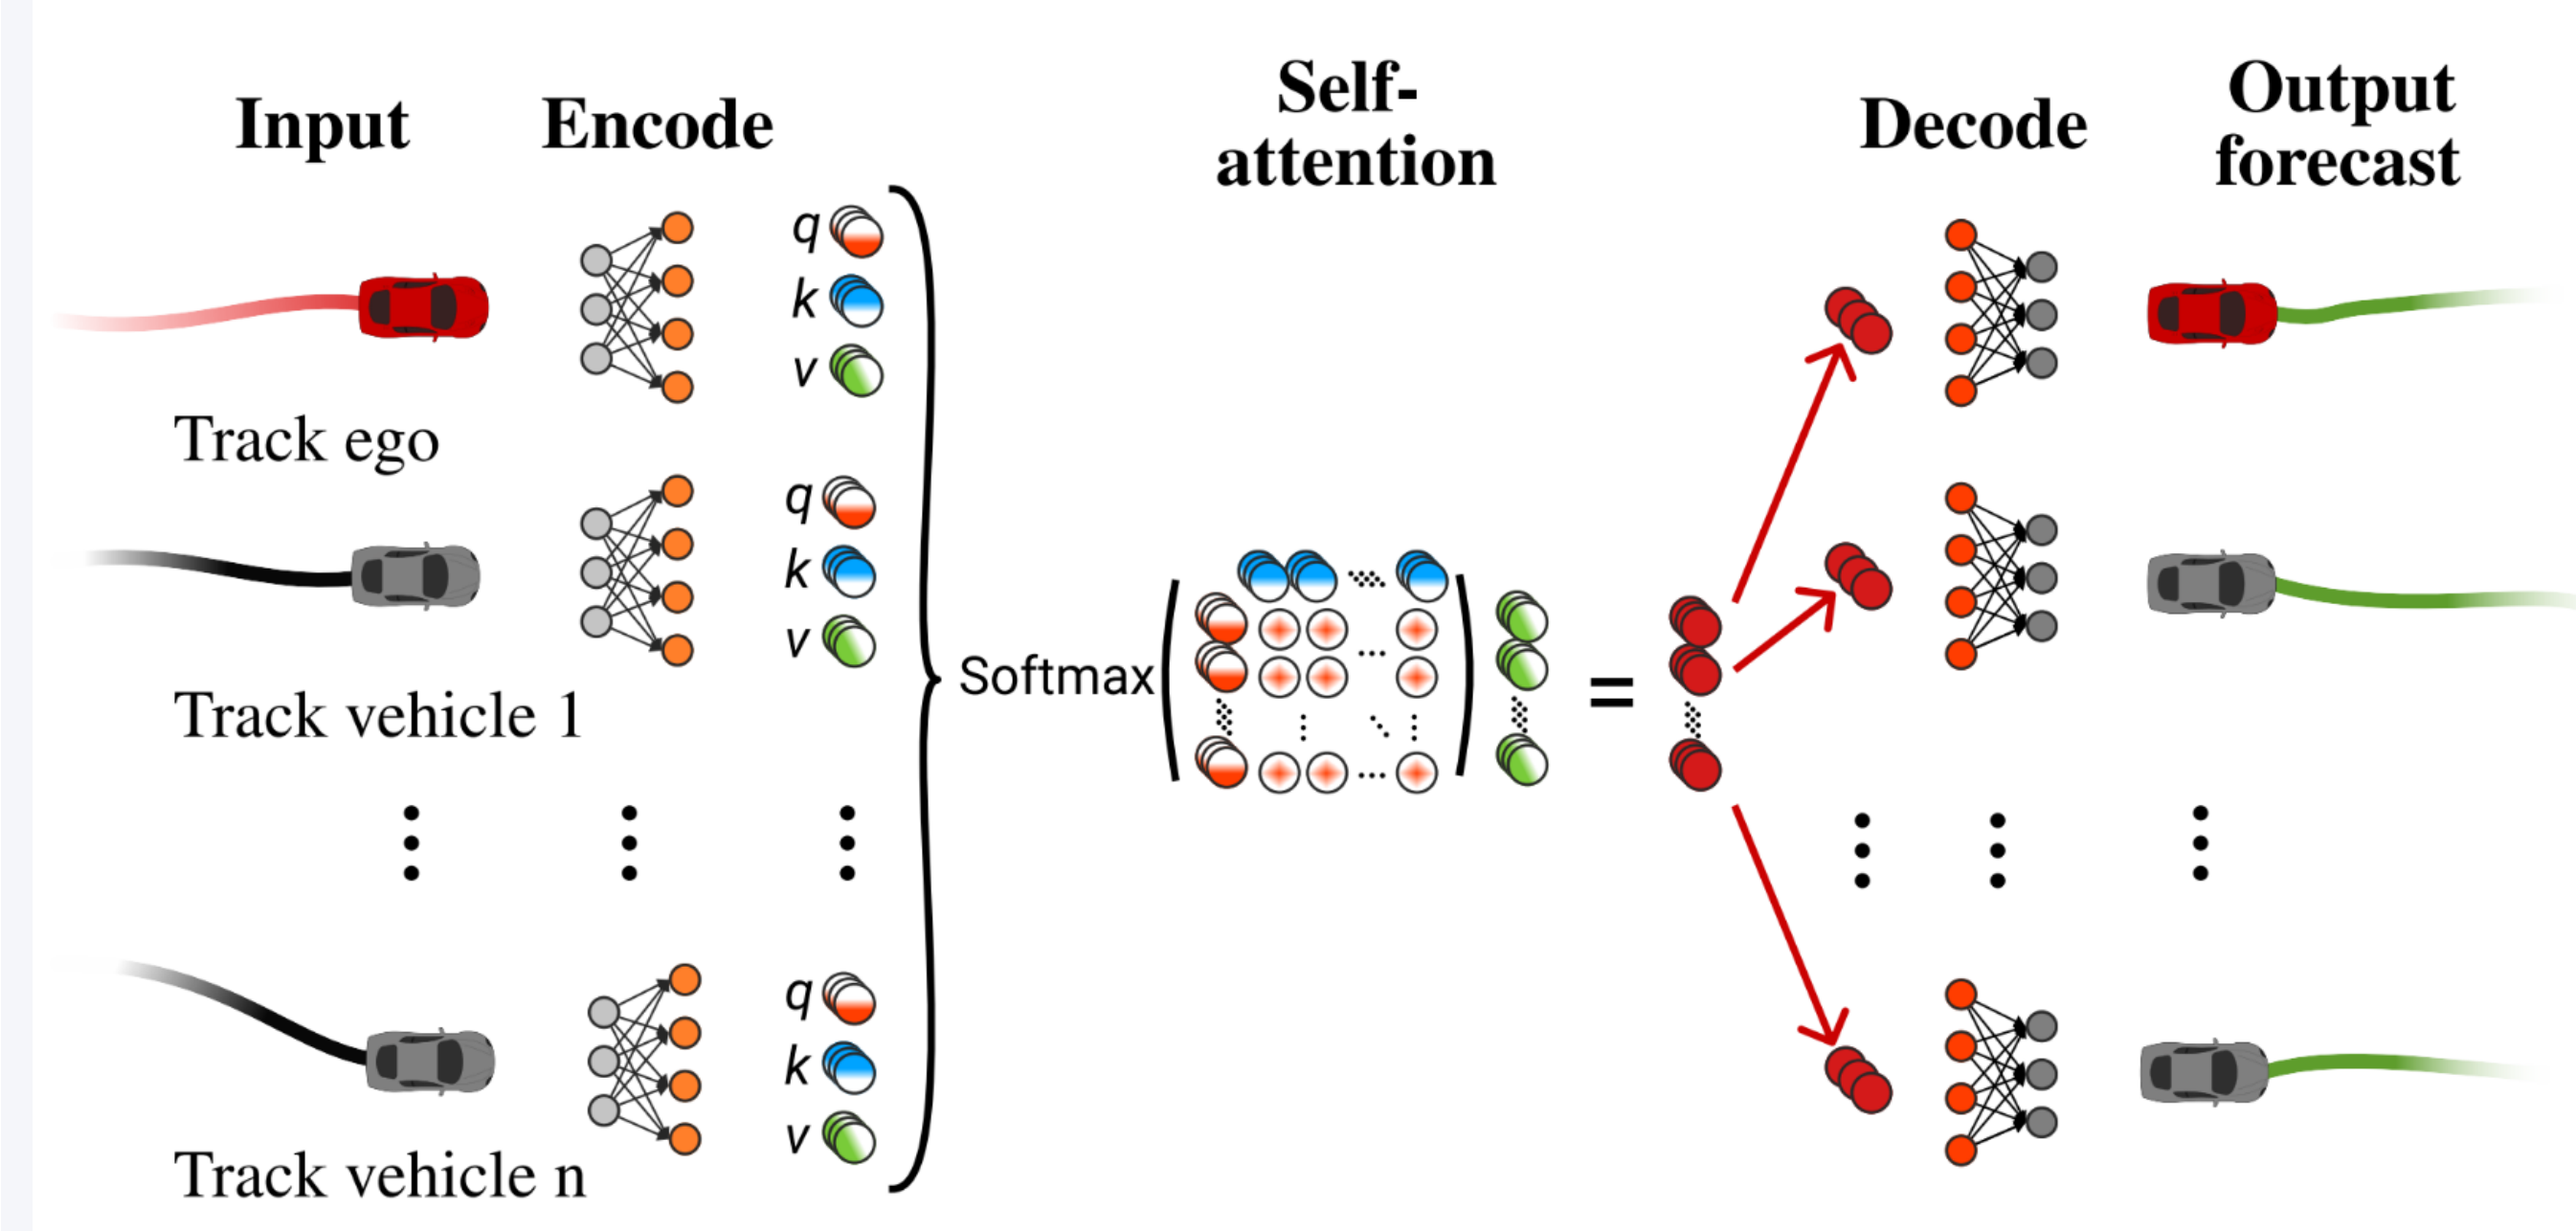 Input
Encode
Self-
attention
Decode
Output
forecast
q
k
v
Track ego
q
k
v
Track vehicle 1
Softmax
=
q
k
v
Track vehicle n